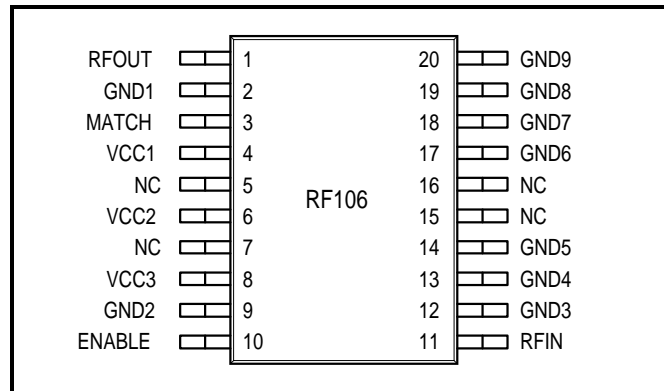 RFOUT 1 20 GND9
GND1 2 19 GND8
MATCH 3 18 GND7
VCC1 4 17 GND6
NC 5 16 NC
RF106
VCC2 6 15 NC
NC 7 14 GND5
VCC3 8 13 GND4
GND2 9 12 GND3
ENABLE 10 11 RFIN